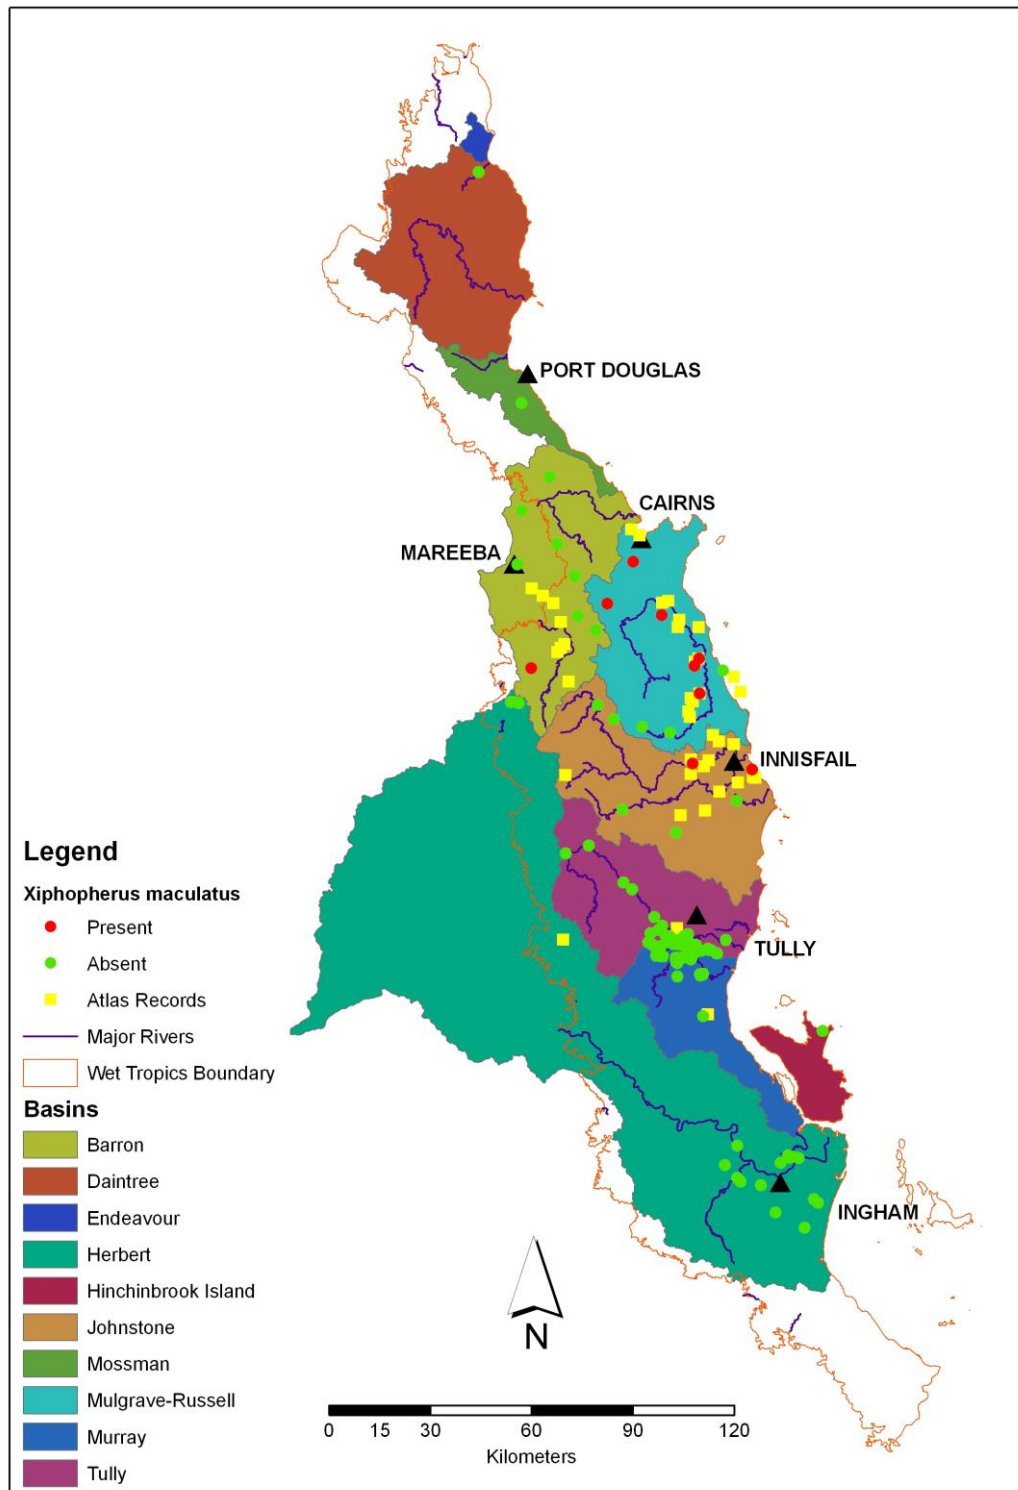 PORT DOUGLAS
CAIRNS
MAREEBA
INNISFAIL
TULLY
INGHAM
Legend
Xiphopherus maculatus
Present
Absent
Atlas Records
Major Rivers
Wet Tropics Boundary
Basins
Barron
Daintree
Endeavour
Herbert
Hinchinbrook Island
Johnstone
Mossman
Mulgrave-Russell
Murray
Tully
N
0 15 30 60 90 120
Kilometers